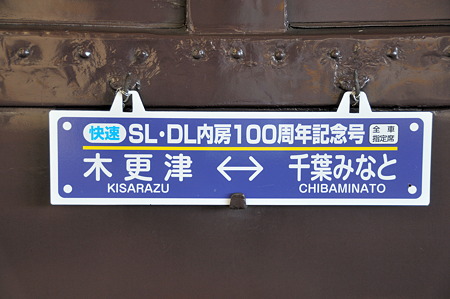 快速 SL・DL内房100周年記念号 全車指定席
木更津 ↔ 千葉みなと
KISARAZU CHIBAMINATO